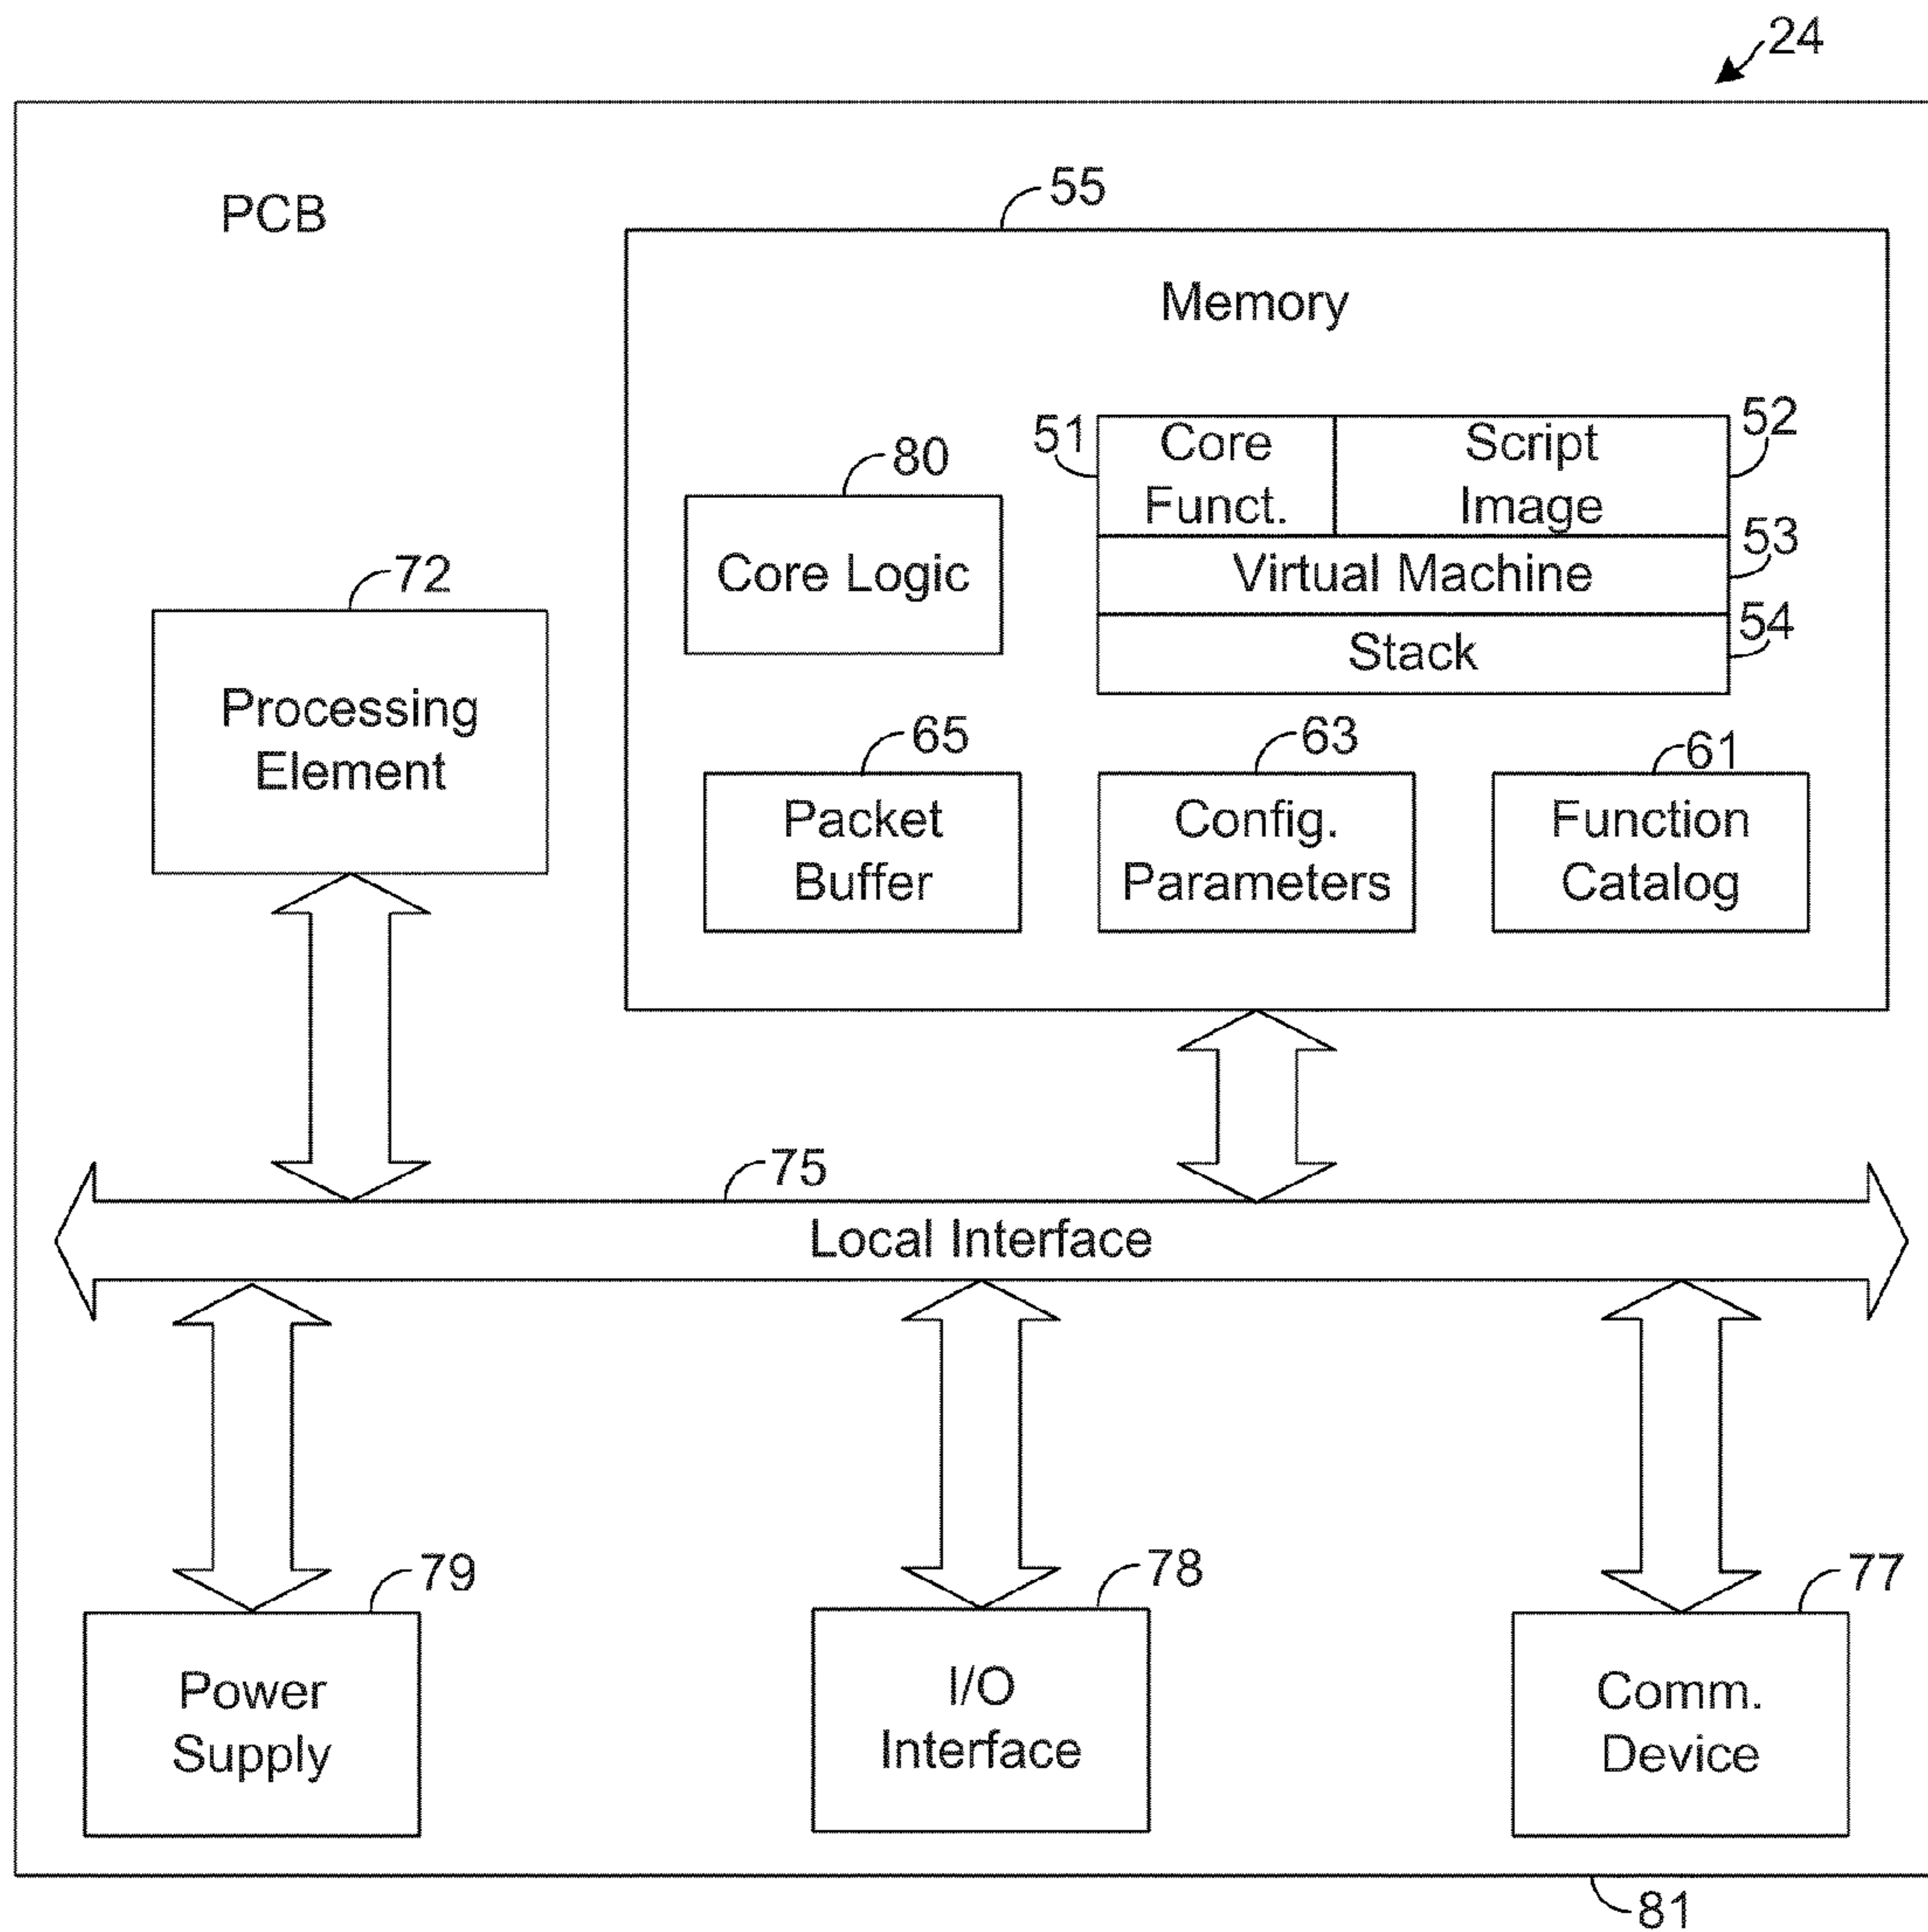 24
PCB
55
Memory
51
Core
Funct.
Script
Image
52
80
Core Logic
Virtual Machine
53
Stack
54
72
Processing
Element
65
Packet
Buffer
63
Config.
Parameters
61
Function
Catalog
75
Local Interface
79
Power
Supply
78
I/O
Interface
77
Comm.
Device
81